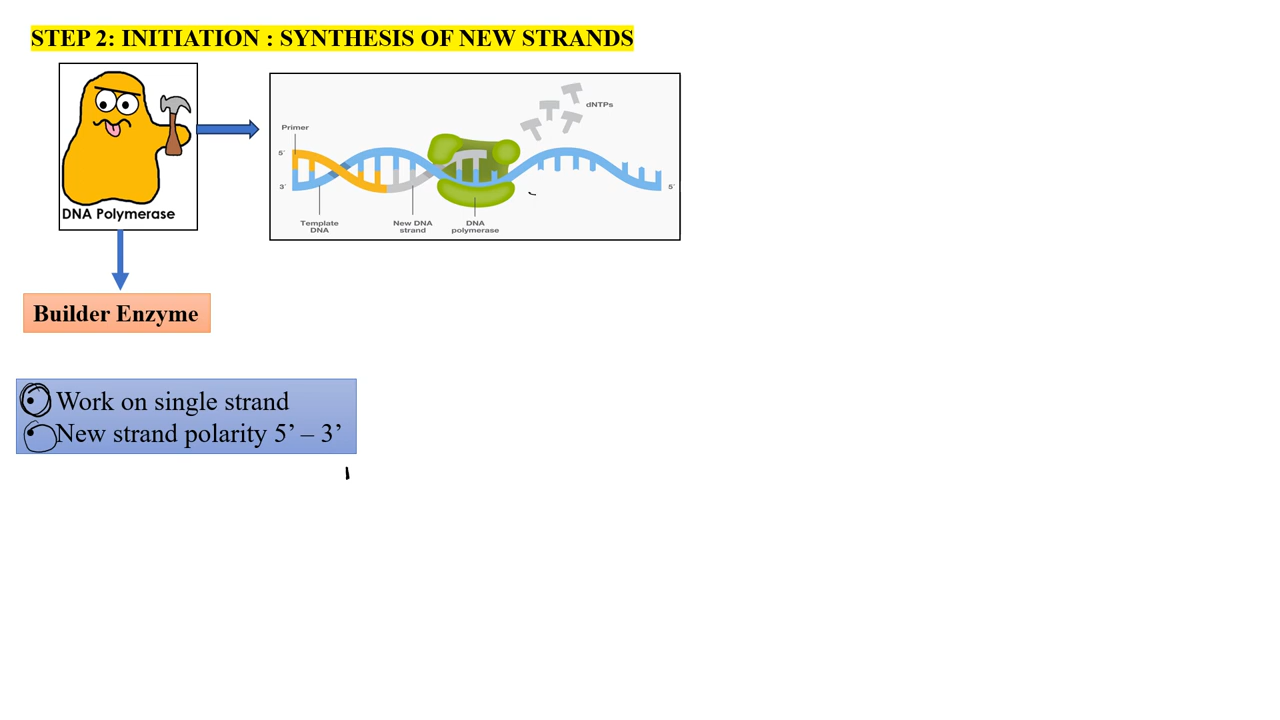 STEP 2: INITIATION : SYNTHESIS OF NEW STRANDS
DNA Polymerase
dNTPs
Primer
5´
3´
5´
Template
DNA
New DNA
strand
DNA
polymerase
Builder Enzyme
• Work on single strand
• New strand polarity 5’ – 3’